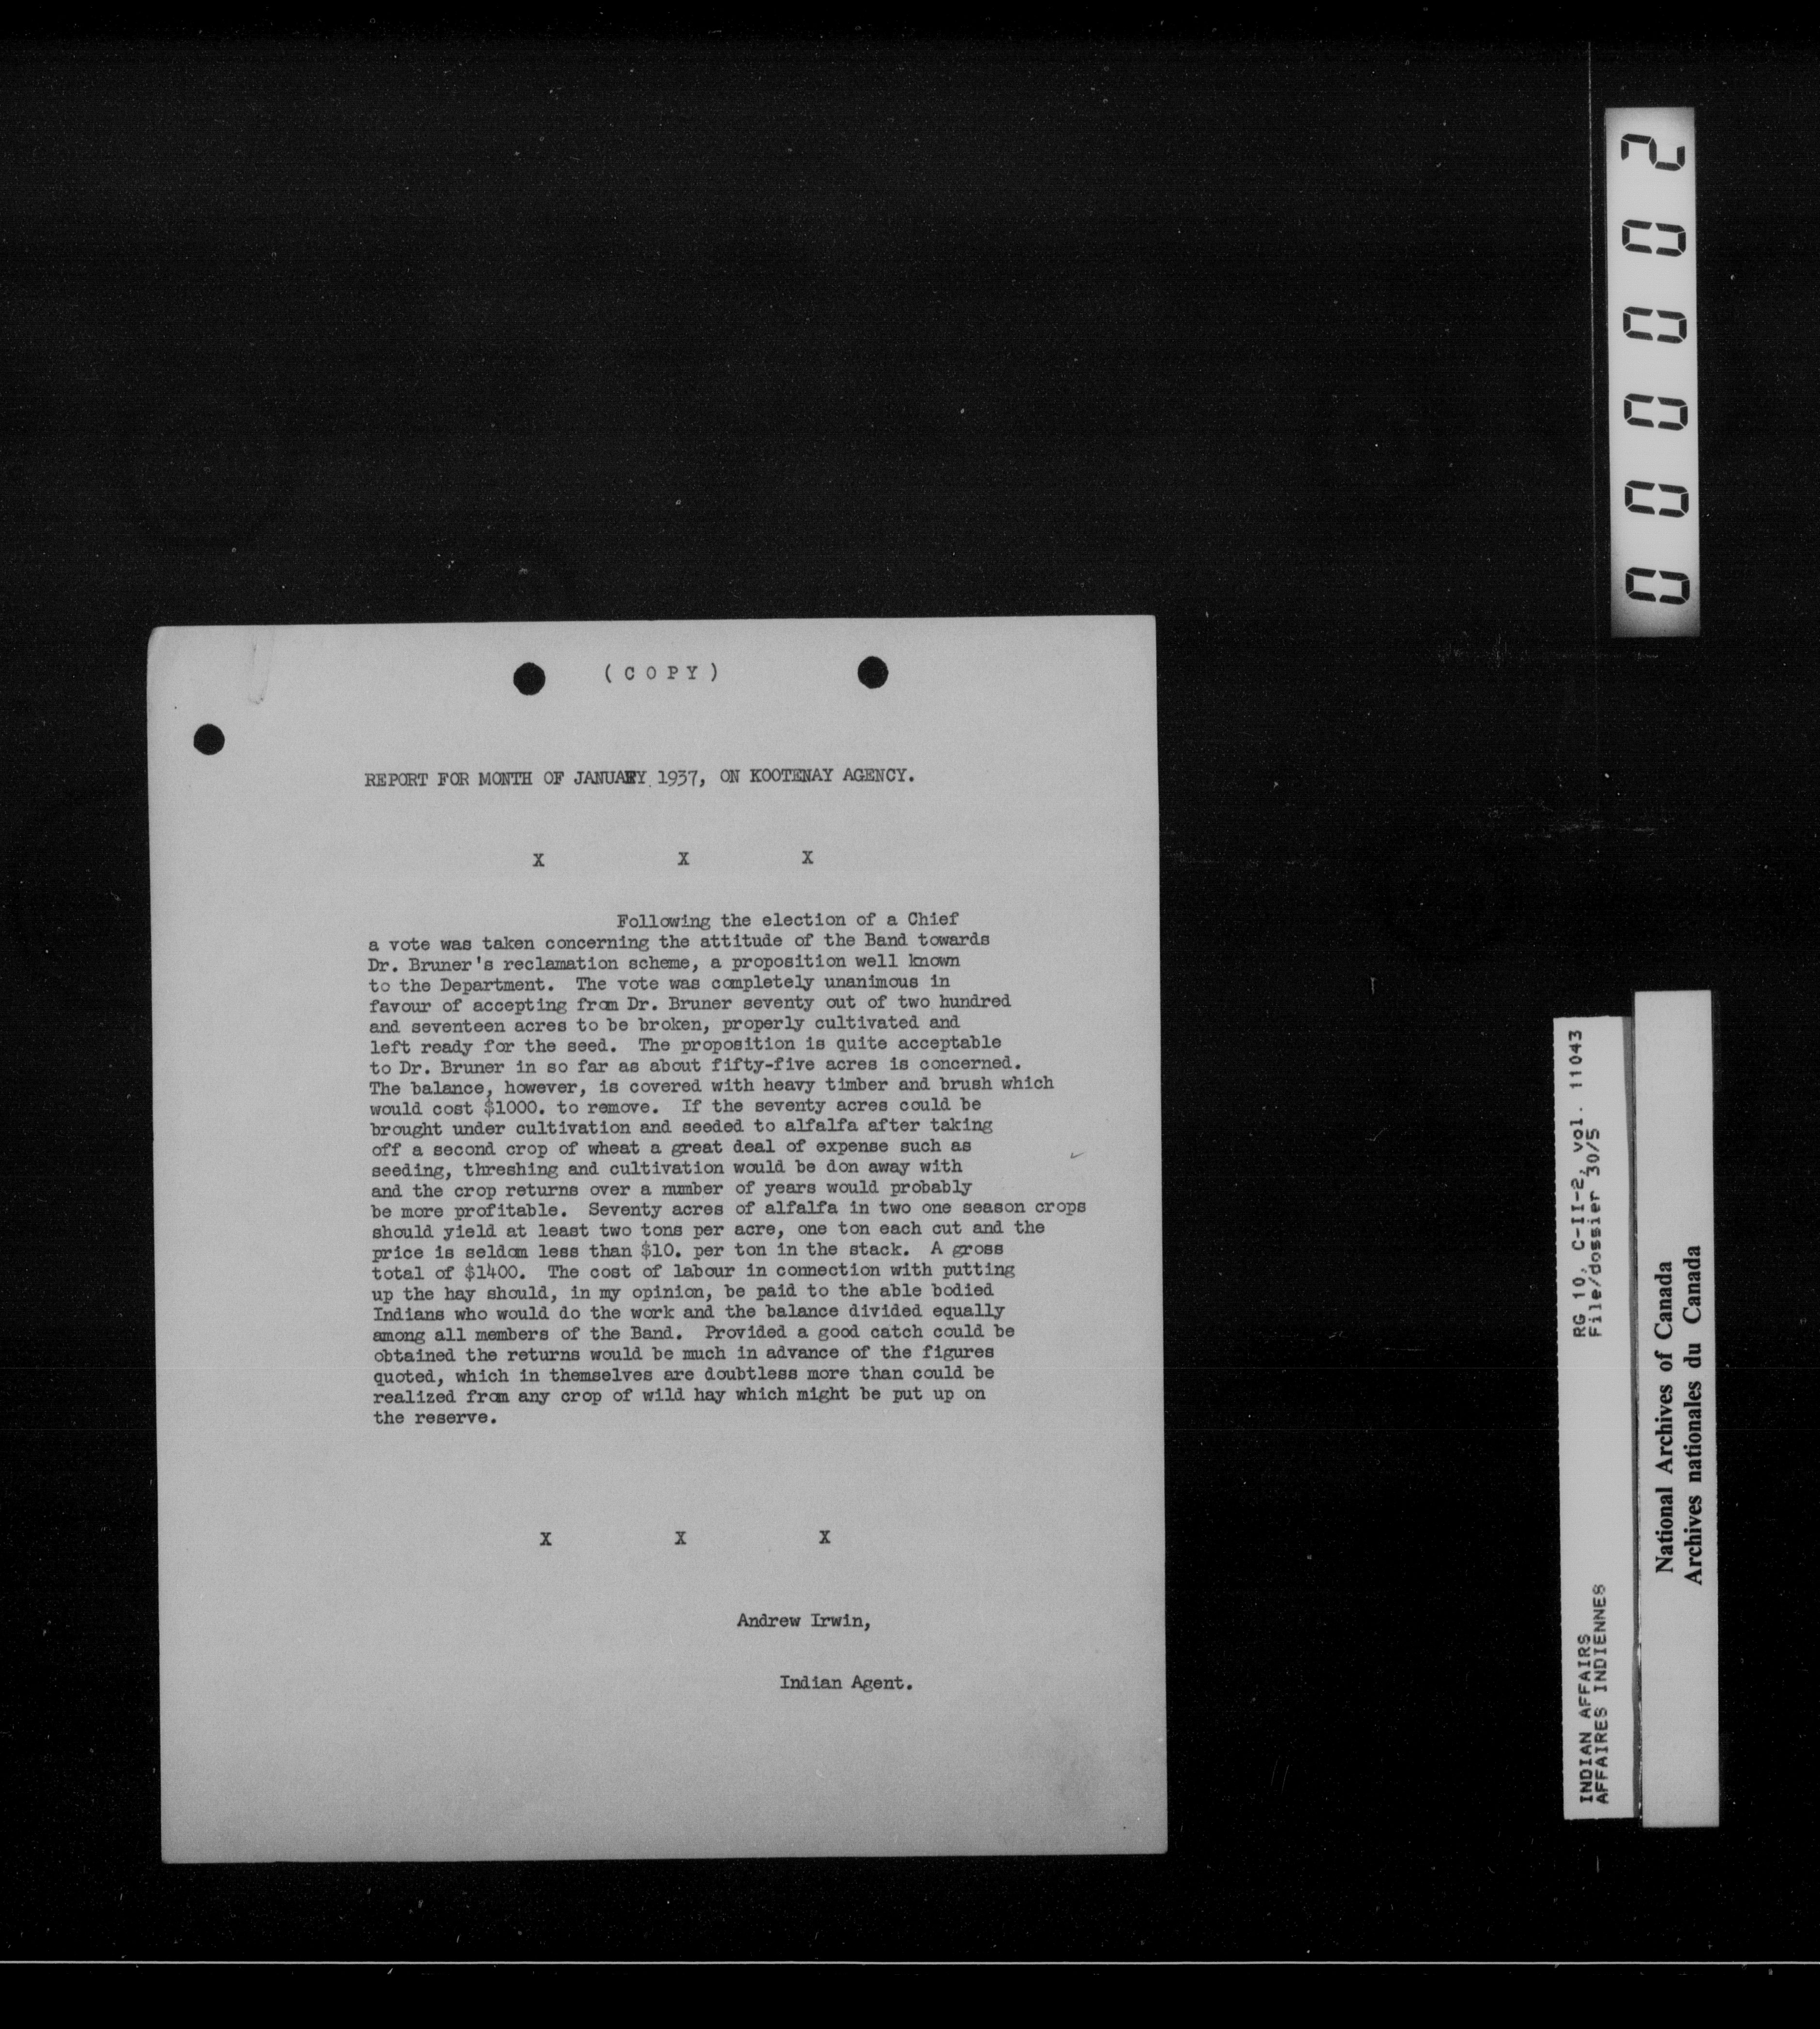 ( C O P Y )
REPORT FOR MONTH OF JANUARY 1937, ON KOOTENAY AGENCY.
X X X
Following the election of a Chief
a vote was taken concerning the attitude of the Band towards
Dr. Bruner's reclamation scheme, a proposition well known
to the Department. The vote was completely unanimous in
favour of accepting from Dr. Bruner seventy out of two hundred
and seventeen acres to be broken, properly cultivated and
left ready for the seed. The proposition is quite acceptable
to Dr. Bruner in so far as about fifty-five acres is concerned.
The balance, however, is covered with heavy timber and brush which
would cost $1000. to remove. If the seventy acres could be
brought under cultivation and seeded to alfalfa after taking
off a second crop of wheat a great deal of expense such as
seeding, threshing and cultivation would be don away with
and the crop returns over a number of years would probably
be more profitable. Seventy acres of alfalfa in two one season crops
should yield at least two tons per acre, one ton each cut and the
price is seldom less than $10. per ton in the stack. A gross
total of $1400. The cost of labour in connection with putting
up the hay should, in my opinion, be paid to the able bodied
Indians who would do the work and the balance divided equally
among all members of the Band. Provided a good catch could be
obtained the returns would be much in advance of the figures
quoted, which in themselves are doubtless more than could be
realized from any crop of wild hay which might be put up on
the reserve.
X X X
Andrew Irwin,
Indian Agent.
000002
RG 10, C-II-2, vol. 11043
File/dossier 30/5
INDIAN AFFAIRS
AFFAIRES INDIENNES
National Archives of Canada
Archives nationales du Canada